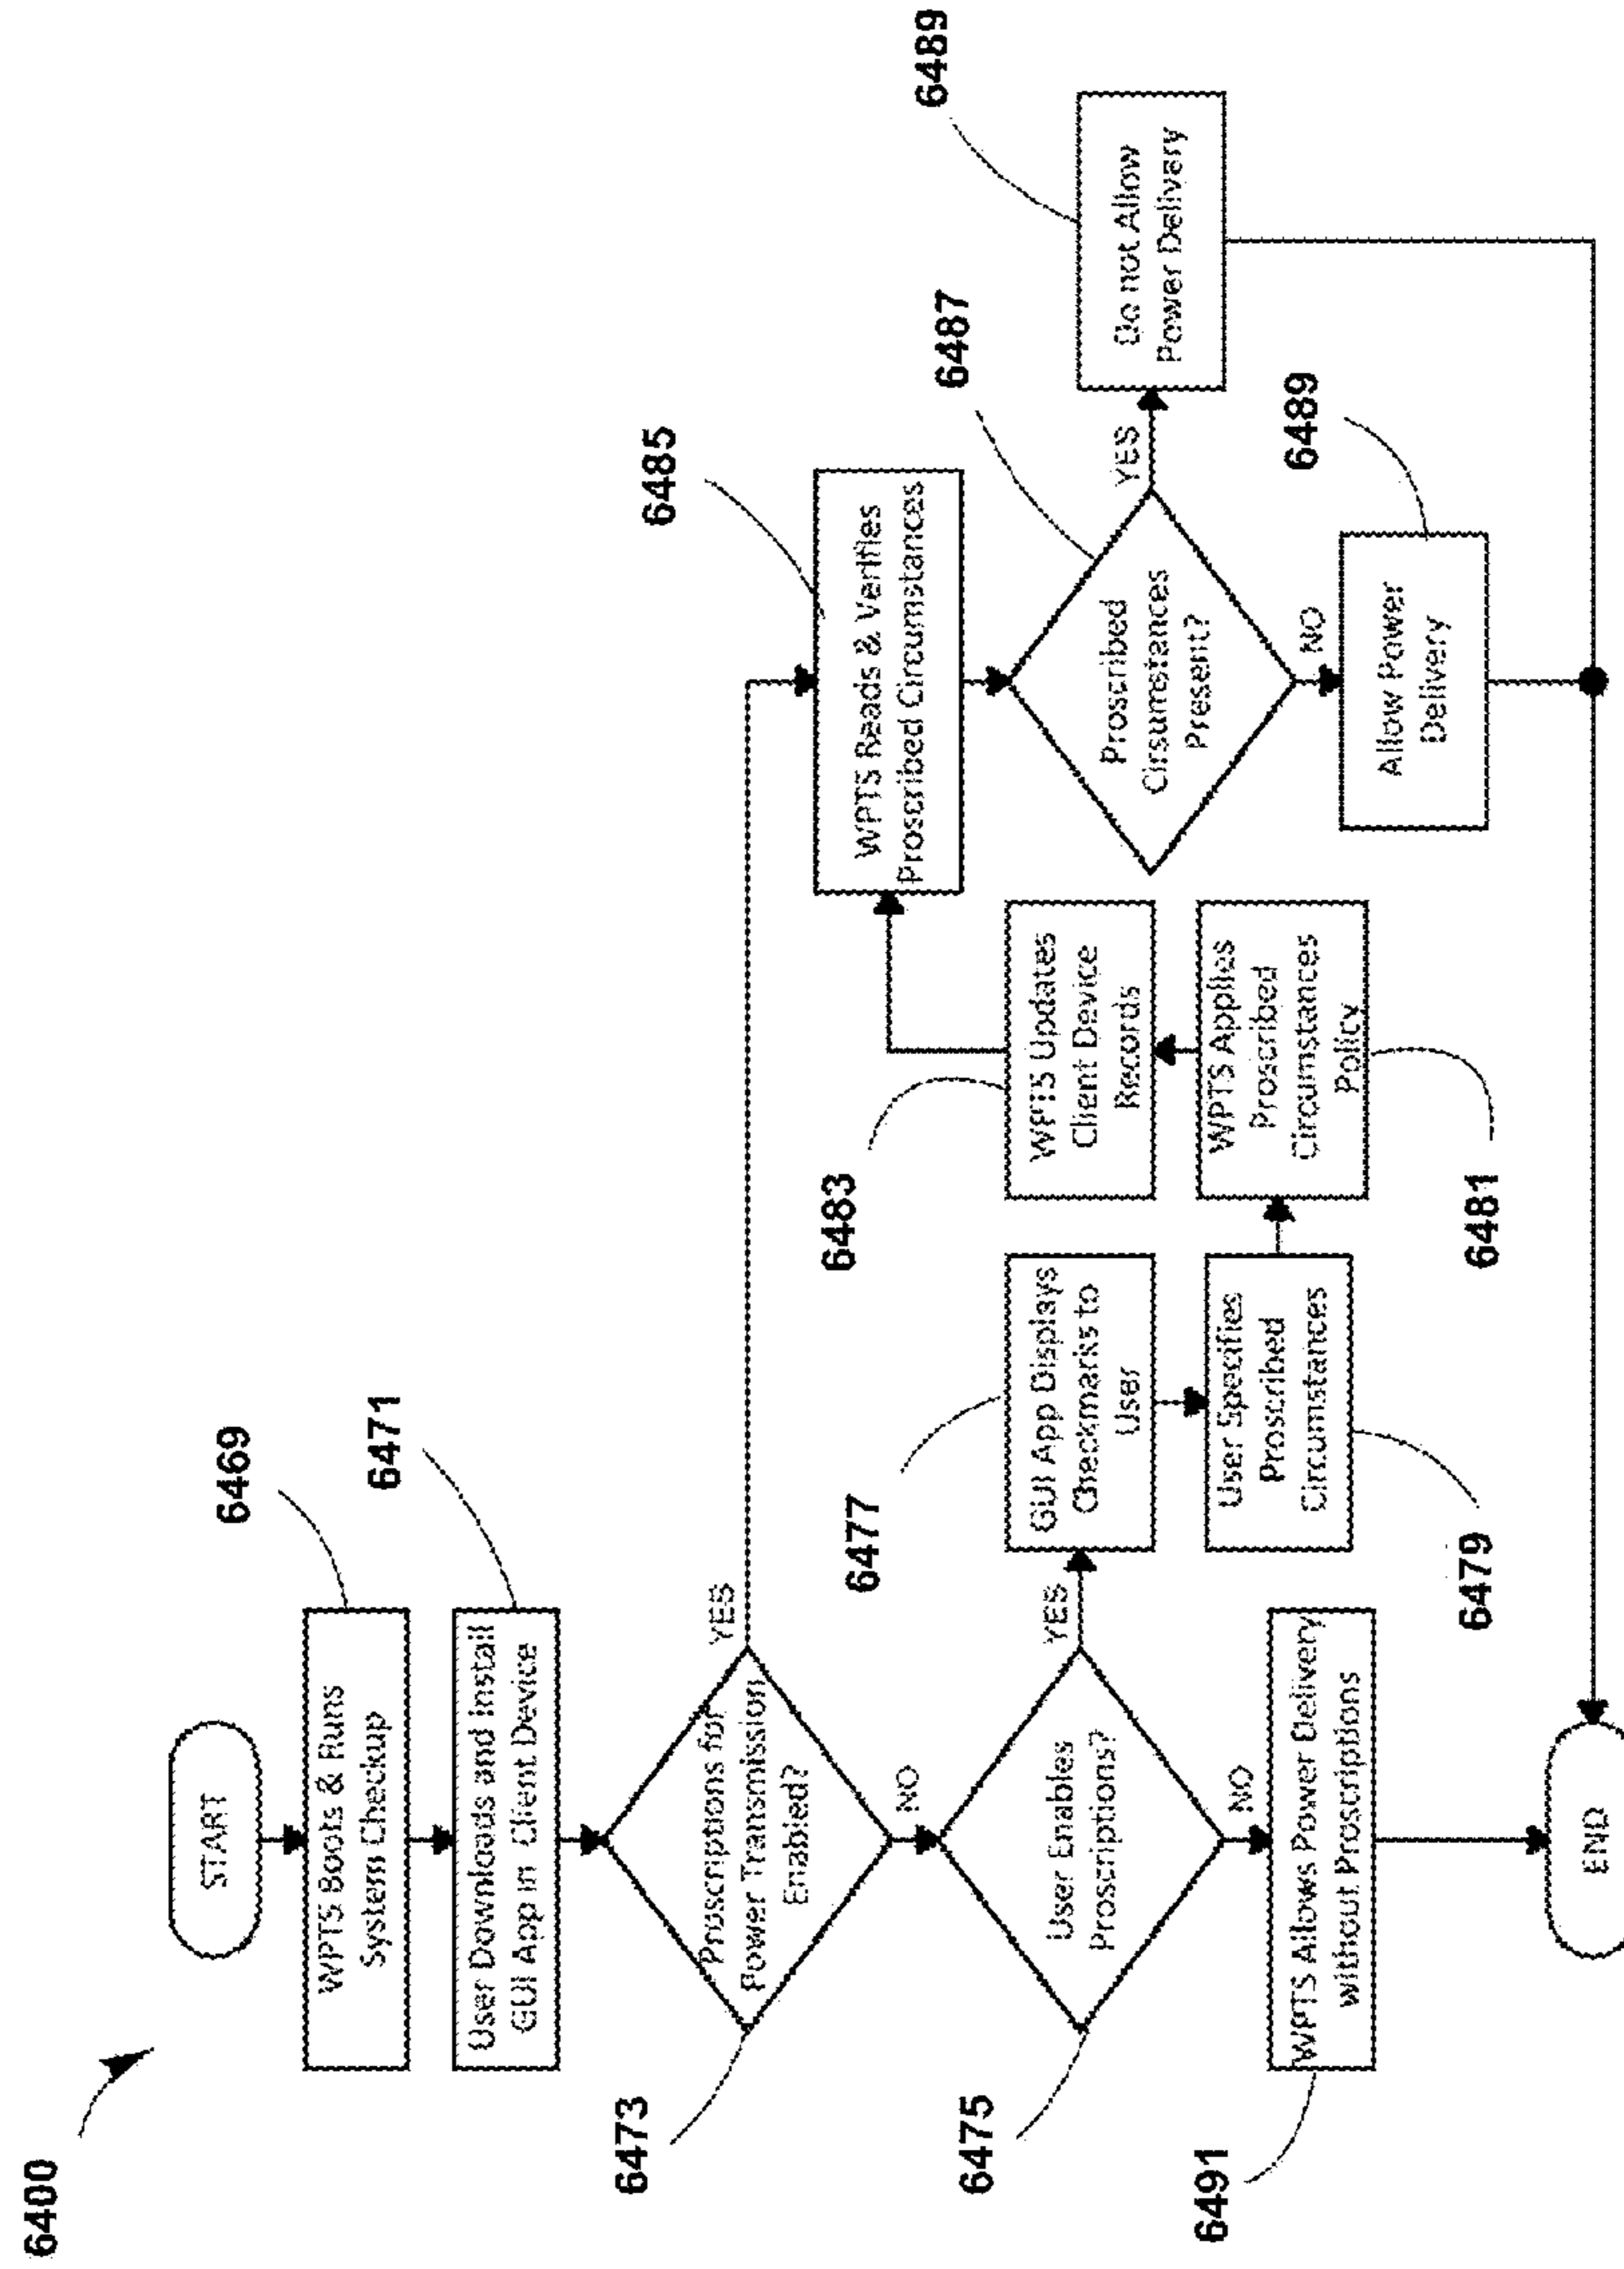 6400
START
WPTS Boots & Runs
System Checkup
6469
User Downloads and Install
GUI App in Client Device
6471
Proscriptions for
Power Transmission
Enabled?
6473
YES
NO
User Enables
Proscriptions?
6475
YES
NO
WPTS Allows Power Delivery
without Proscriptions
6491
GUI App Displays
Checkmarks to
User
6477
User Specifies
Proscribed
Circumstances
6479
WPTS Applies
Proscribed
Circumstances
Policy
6481
WPTS Updates
Client Device
Records
6483
WPTS Reads & Verifies
Proscribed Circumstances
6485
Proscribed
Cirsumstances
Present?
6487
YES
NO
Do not Allow
Power Delivery
6489
Allow Power
Delivery
6489
END